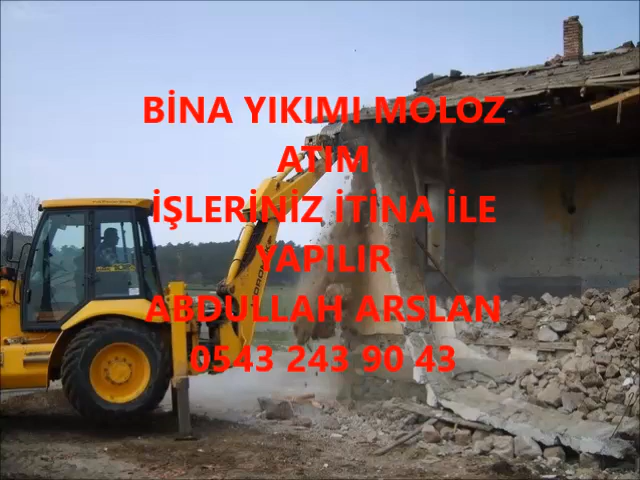 BİNA YIKIMI MOLOZ
ATIM
İŞLERİNİZ İTİNA İLE
YAPILIR
ABDULLAH ARSLAN
0543 243 90 43